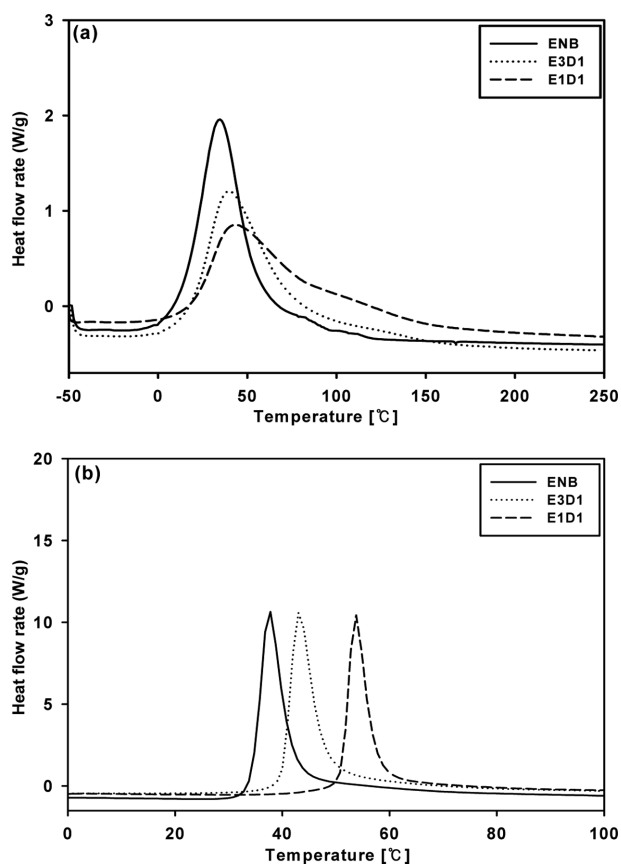 (a)
ENB
E3D1
E1D1
Heat flow rate (W/g)
3
2
1
0
-50 0 50 100 150 200 250
Temperature [℃]
(b)
ENB
E3D1
E1D1
Heat flow rate (W/g)
20
15
10
5
0
0 20 40 60 80 100
Temperature [℃]